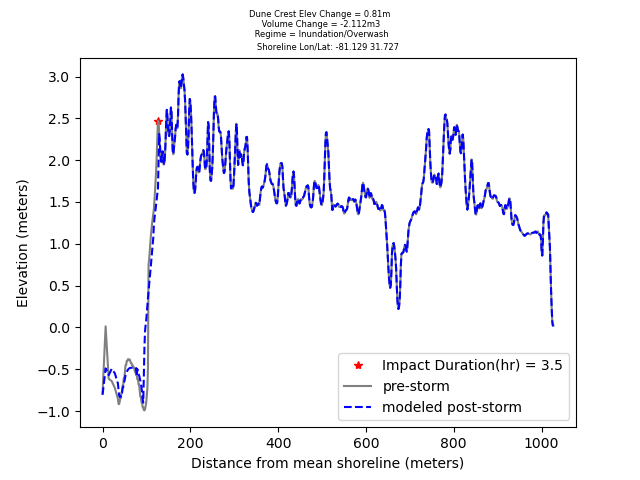 Dune Crest Elev Change = 0.81m
Volume Change = -2.112m3
Regime = Inundation/Overwash
Shoreline Lon/Lat: -81.129 31.727
3.0
2.5
2.0
1.5
1.0
0.5
0.0
−0.5
−1.0
Elevation (meters)
Impact Duration(hr) = 3.5
pre-storm
modeled post-storm
0 200 400 600 800 1000
Distance from mean shoreline (meters)